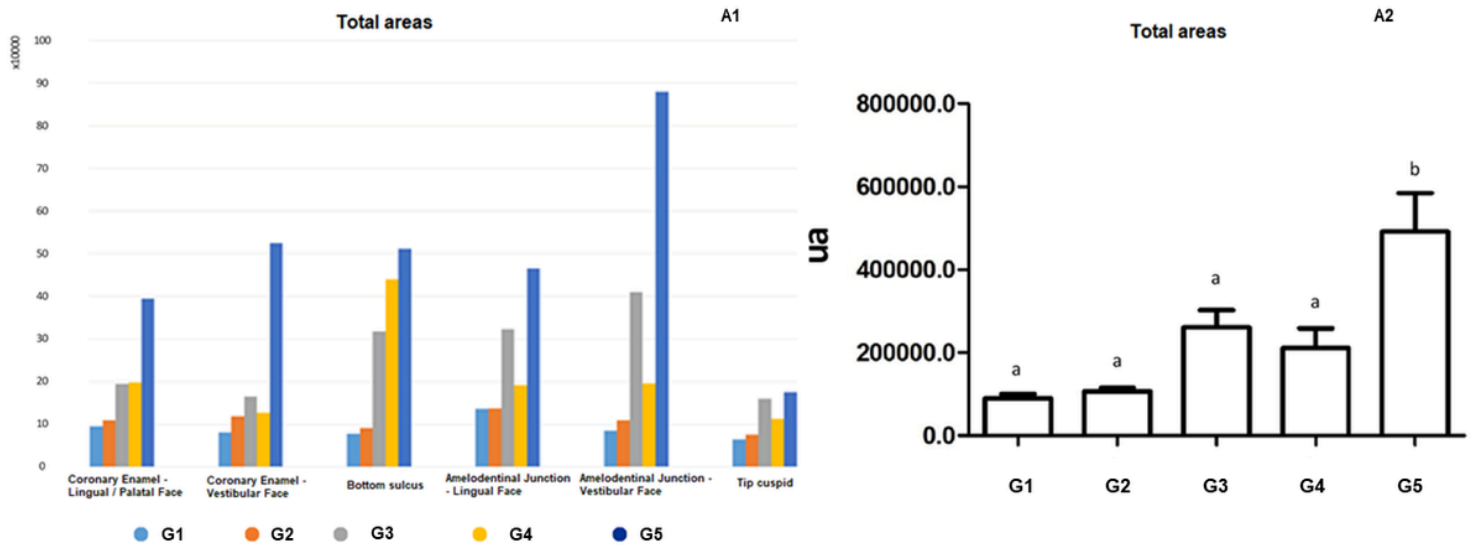 Total areas
A1
x10000
100
90
80
70
60
50
40
30
20
10
0
Coronary Enamel -
Lingual / Palatal Face
Coronary Enamel -
Vestibular Face
Bottom sulcus
Amelodentinal Junction
- Lingual Face
Amelodentinal Junction -
Vestibular Face
Tip cuspid
G1
G2
G3
G4
G5
Total areas
A2
ua
800000.0
600000.0
400000.0
200000.0
0.0
a
a
a
a
b
G1
G2
G3
G4
G5